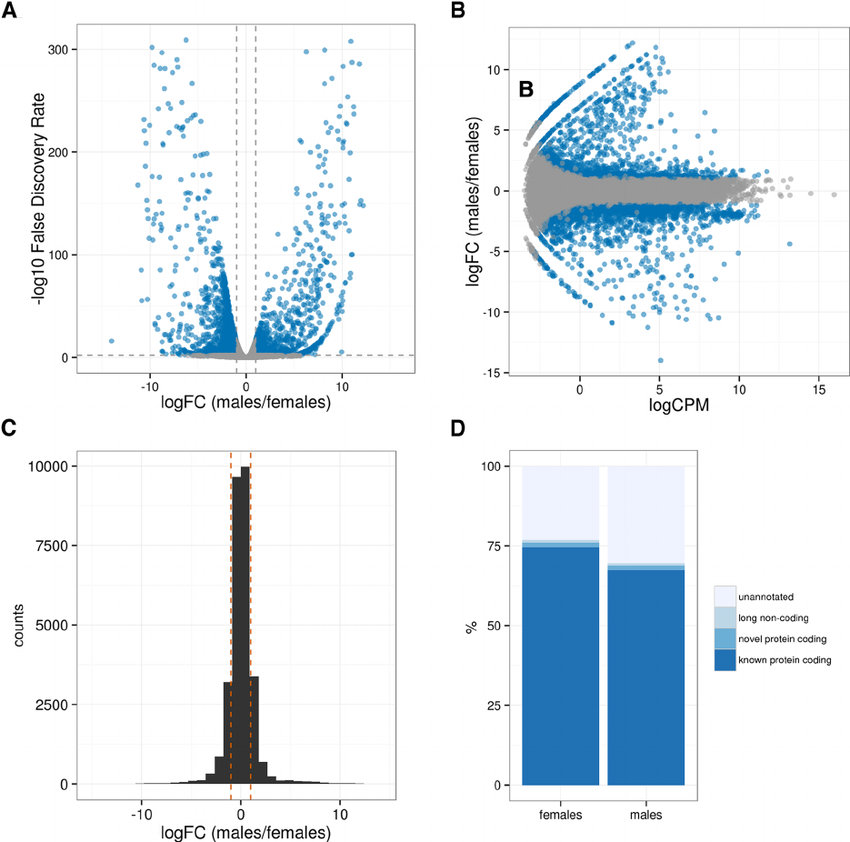 A
-log10 False Discovery Rate
300
200
100
0
-10
0
10
logFC (males/females)
B
B
logFC (males/females)
10
5
0
-5
-10
-15
0
5
10
15
logCPM
C
counts
10000
7500
5000
2500
0
-10
0
10
logFC (males/females)
D
%
100
75
50
25
0
females
males
unannotated
long non-coding
novel protein coding
known protein coding